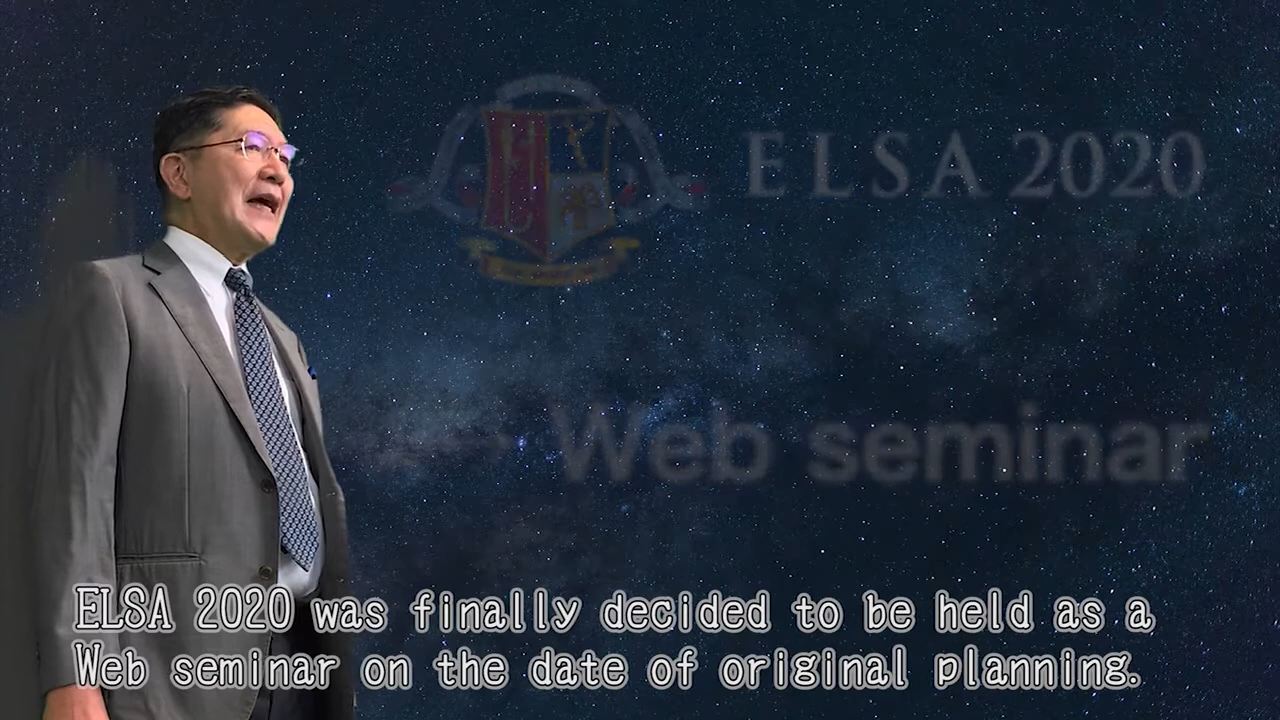 ELSA 2020
Web seminar
ELSA 2020 was finally decided to be held as a
Web seminar on the date of original planning.